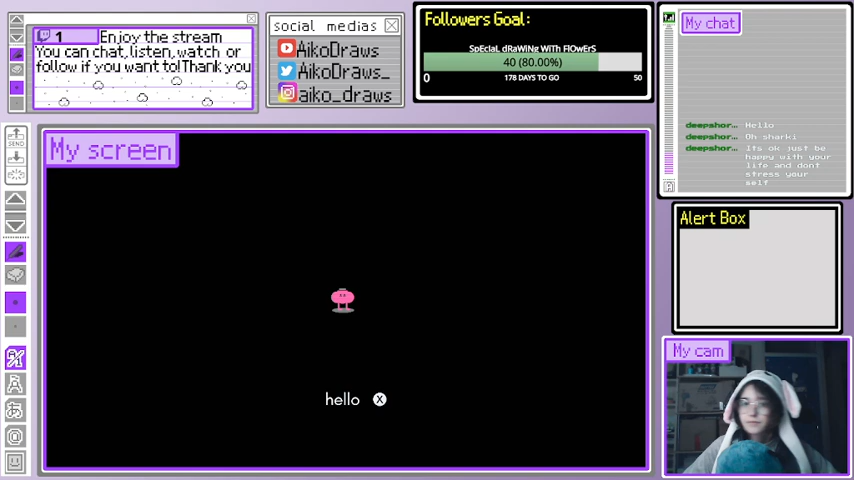 1 Enjoy the stream
You can chat, listen, watch or
follow if you want to!Thank you
social medias
AikoDraws
AikoDraws_
aiko_draws
Followers Goal:
SpEcIaL dRaWiNg WiTh FlOwErS
40 (80.00%)
0 178 DAYS TO GO 50
My chat
deepshor... Hello
deepshor... Oh sharki
deepshor... Its ok just be
happy with your
life and dont
stress your
self
SEND
My screen
Alert Box
hello X
My cam